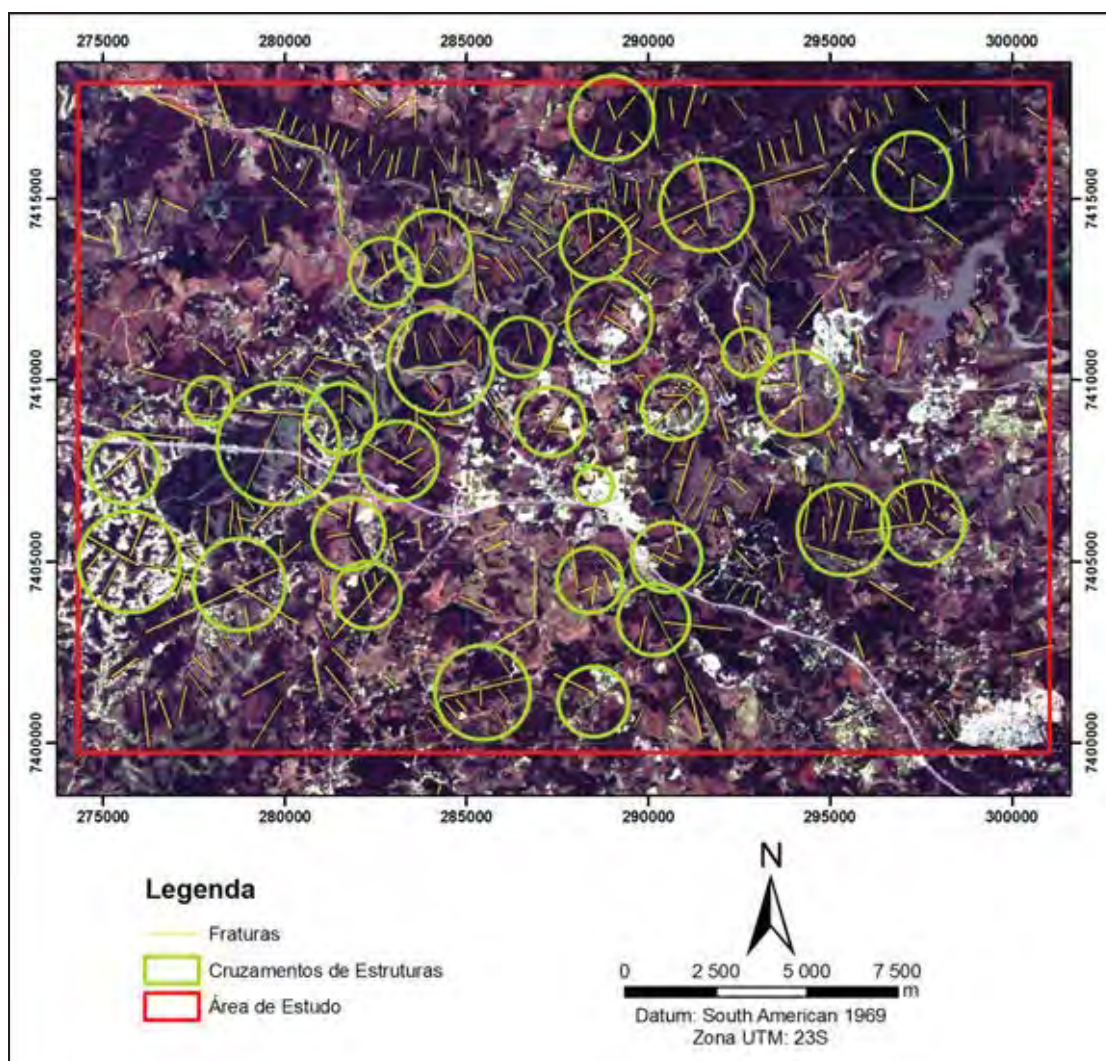 275000 280000 285000 290000 295000 300000
7415000 7415000
7410000 7410000
7405000 7405000
7400000 7400000
275000 280000 285000 290000 295000 300000
N
Legenda
Fraturas
Cruzamentos de Estruturas
Área de Estudo
0 2 500 5 000 7 500
m
Datum: South American 1969
Zona UTM: 23S